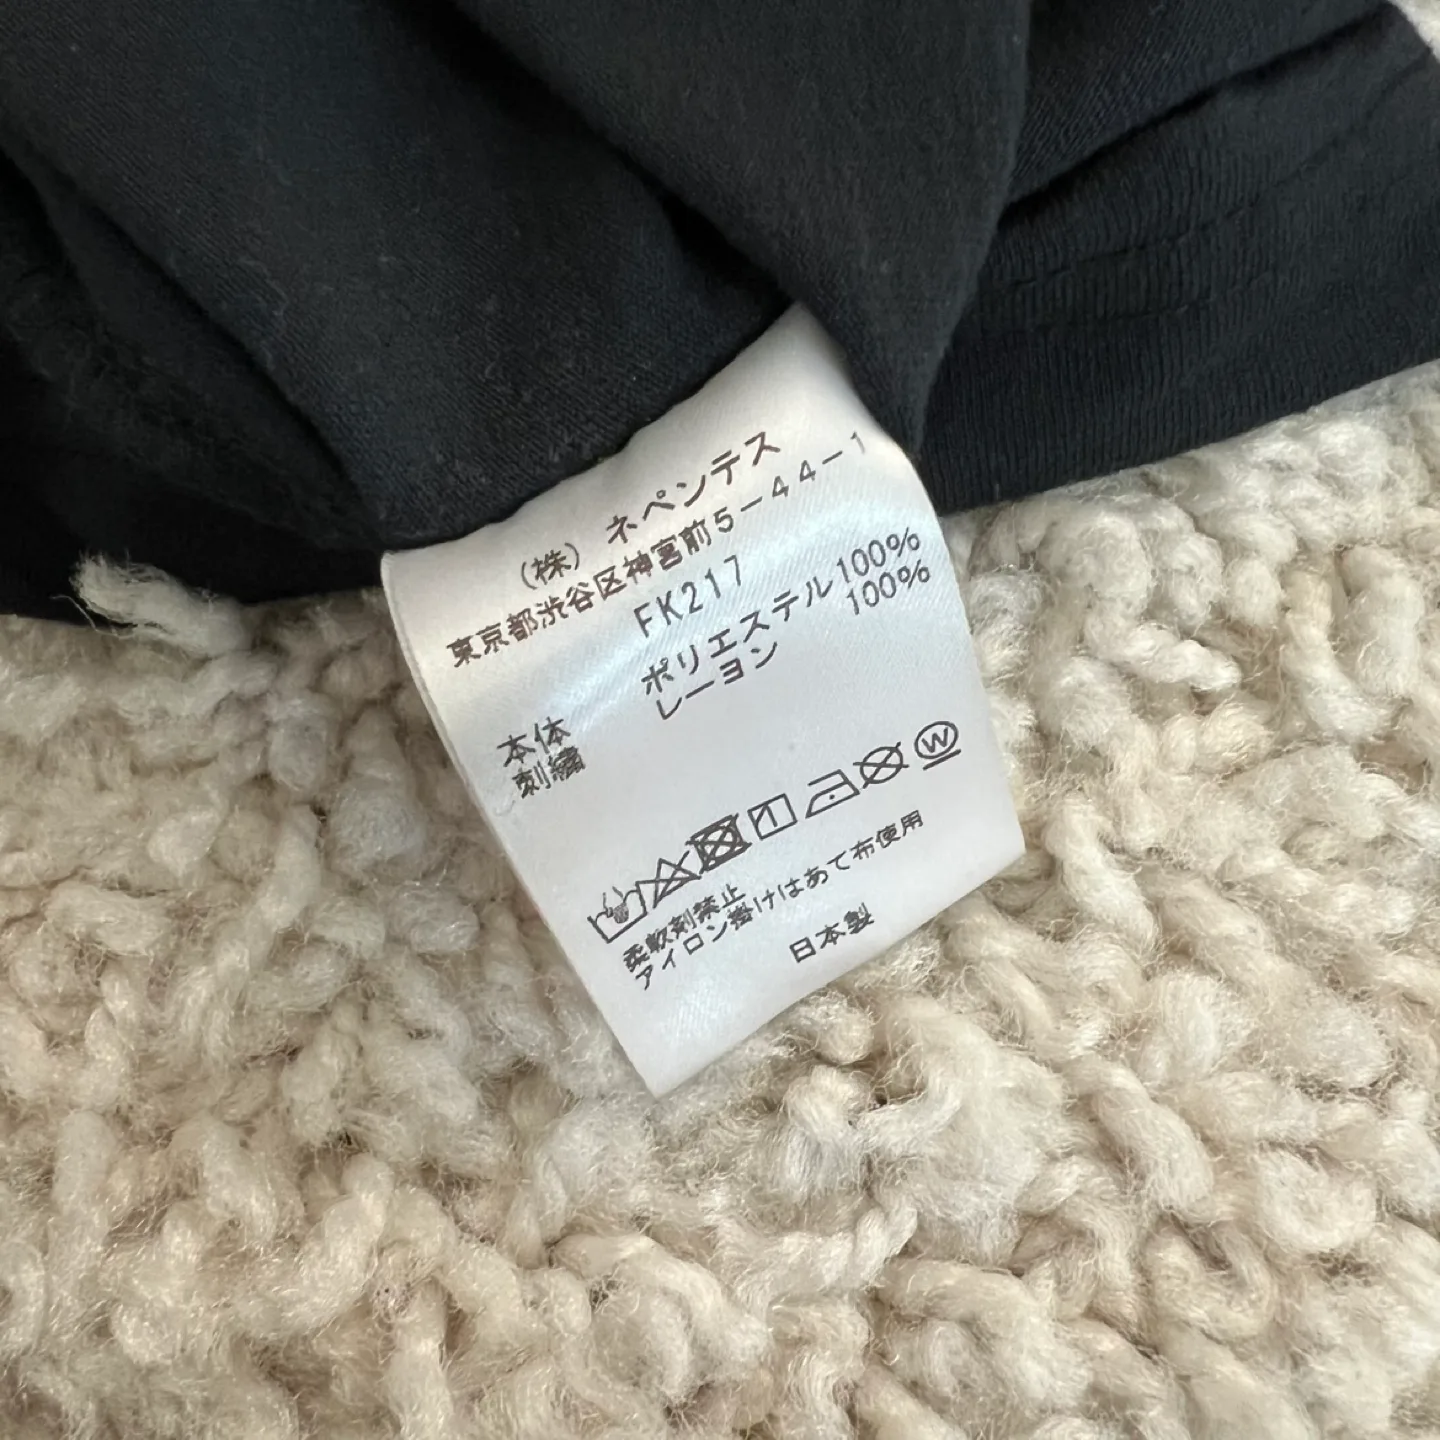 (株) ネペンテス
東京都渋谷区神宮前5-44-1
FK217
本体 ポリエステル100%
刺繍 レーヨン 100%
柔軟剤禁止
アイロン掛けはあて布使用
日本製